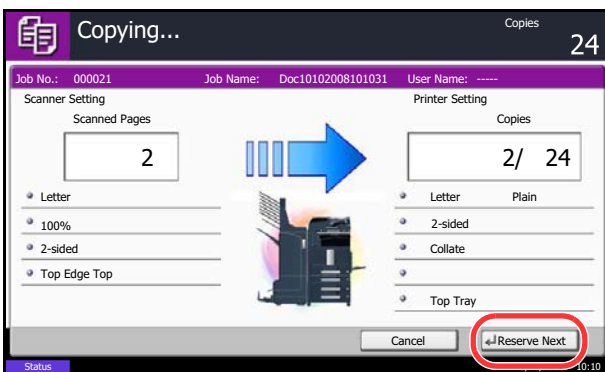 Copying...
Copies
24
Job No.: 000021 Job Name: Doc10102008101031 User Name: -----
Scanner Setting
Printer Setting
Scanned Pages
Copies
2
2/ 24
Letter
Letter Plain
100%
2-sided
2-sided
Collate
Top Edge Top
Top Tray
Cancel
Reserve Next
Status
10:10